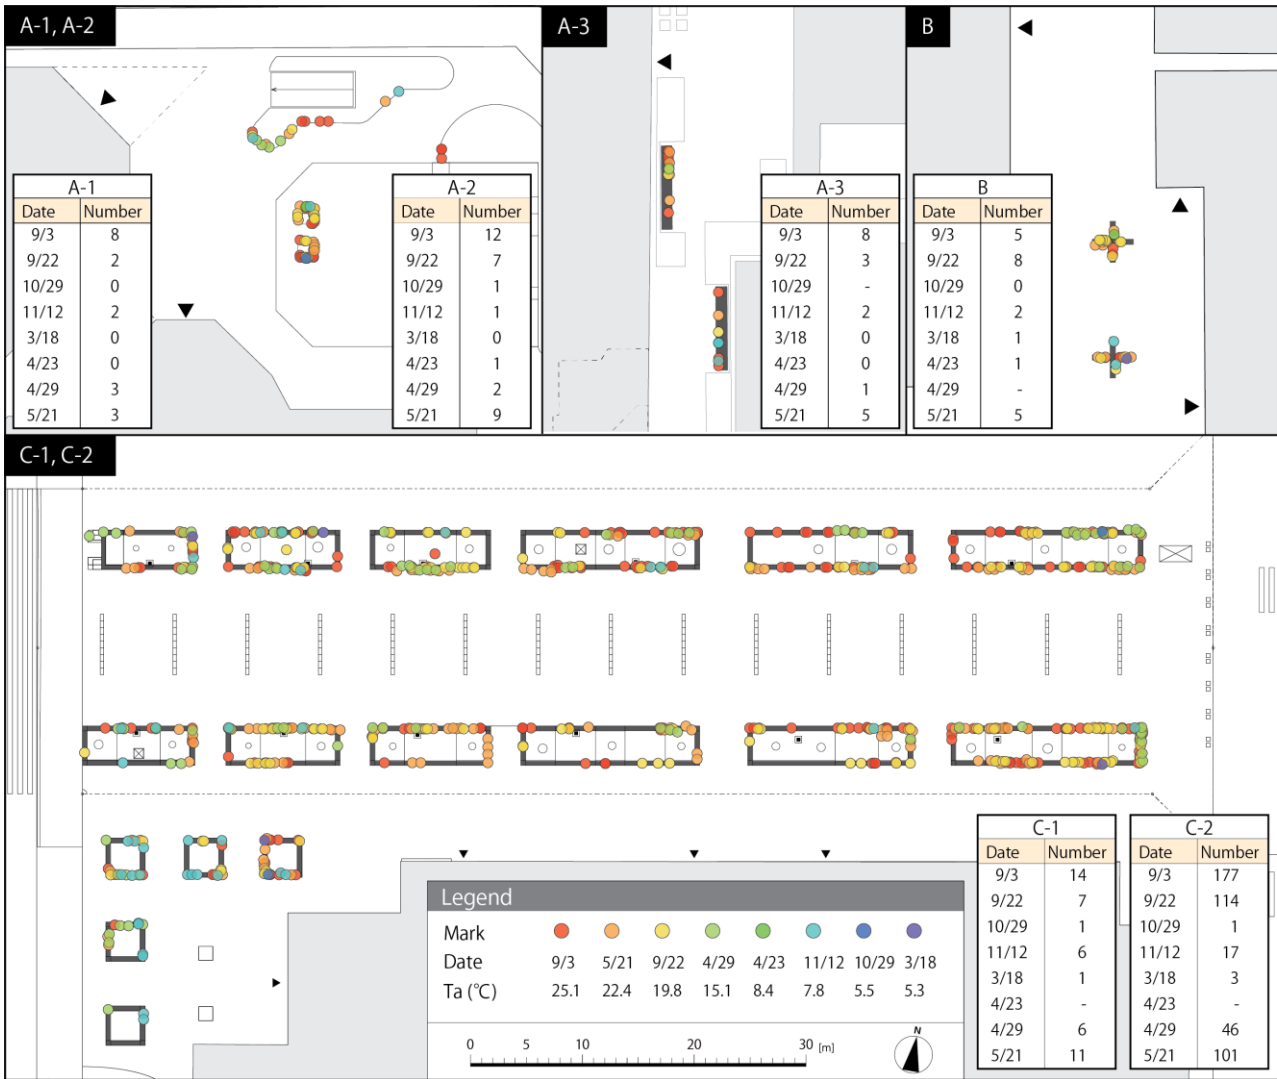 A-1, A-2
A-1
Date Number
9/3 8
9/22 2
10/29 0
11/12 2
3/18 0
4/23 0
4/29 3
5/21 3
A-2
Date Number
9/3 12
9/22 7
10/29 1
11/12 1
3/18 0
4/23 1
4/29 2
5/21 9
A-3
A-3
Date Number
9/3 8
9/22 3
10/29 -
11/12 2
3/18 0
4/23 0
4/29 1
5/21 5
B
B
Date Number
9/3 5
9/22 8
10/29 0
11/12 2
3/18 1
4/23 1
4/29 -
5/21 5
C-1, C-2
Legend
Mark
Date 9/3 5/21 9/22 4/29 4/23 11/12 10/29 3/18
Ta (℃) 25.1 22.4 19.8 15.1 8.4 7.8 5.5 5.3
0 5 10 20 30 [m]
N
C-1
Date Number
9/3 14
9/22 7
10/29 1
11/12 6
3/18 1
4/23 -
4/29 6
5/21 11
C-2
Date Number
9/3 177
9/22 114
10/29 1
11/12 17
3/18 3
4/23 -
4/29 46
5/21 101